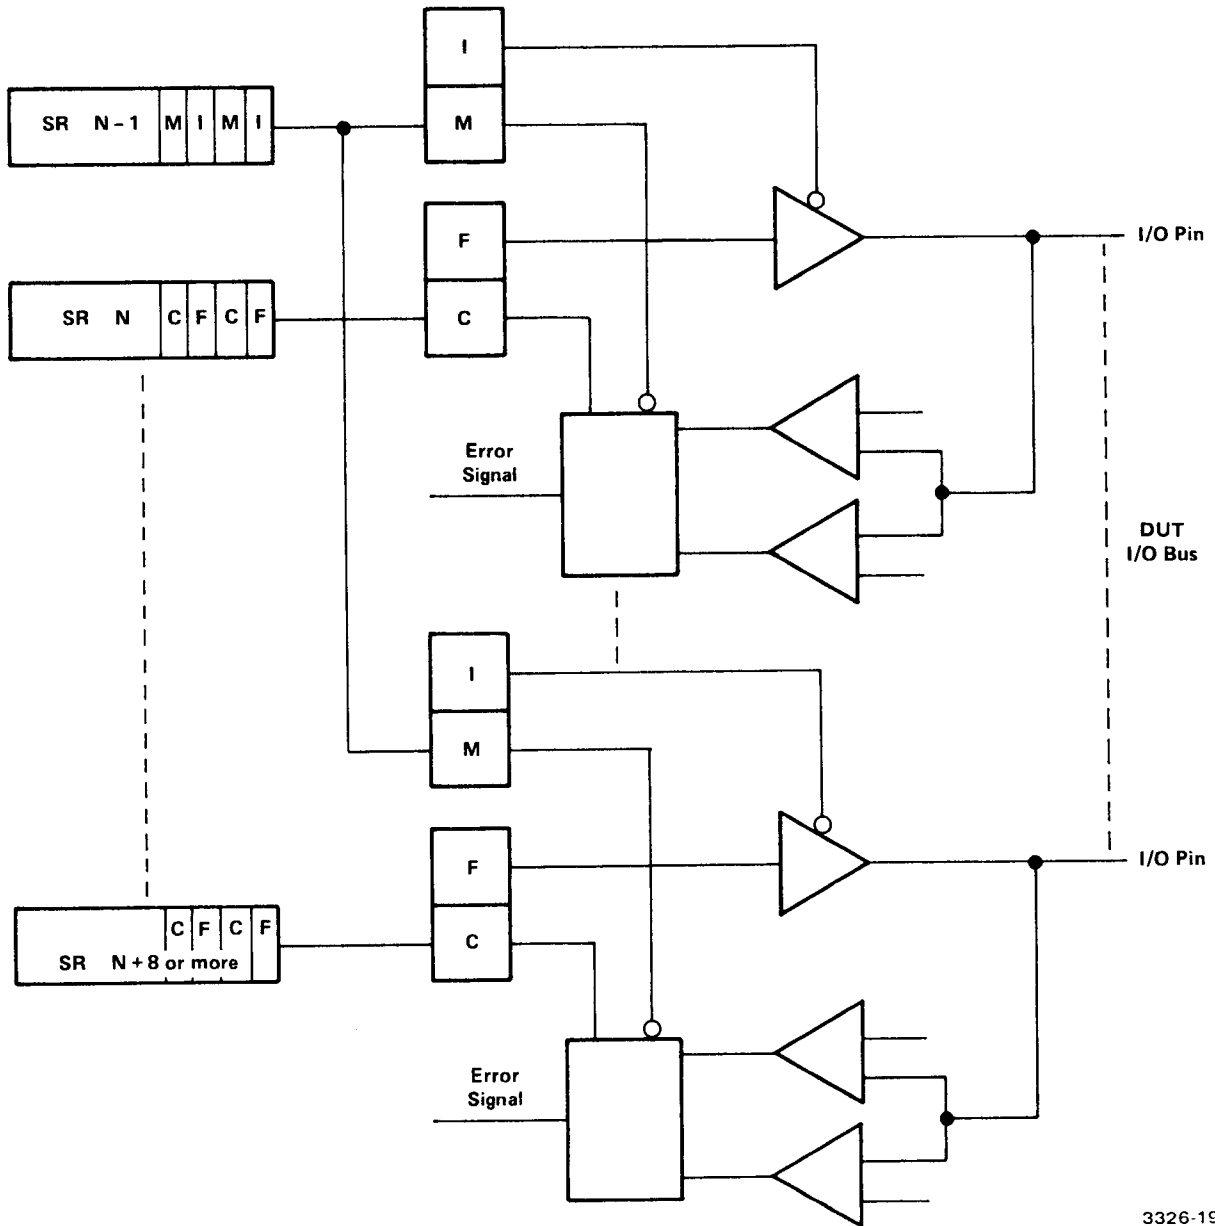 I
SR N-1 M I M I
M
F
I/O Pin
SR N C F C F
C
Error
Signal
DUT
I/O Bus
I
M
F
I/O Pin
C F C F
SR N+8 or more
C
Error
Signal